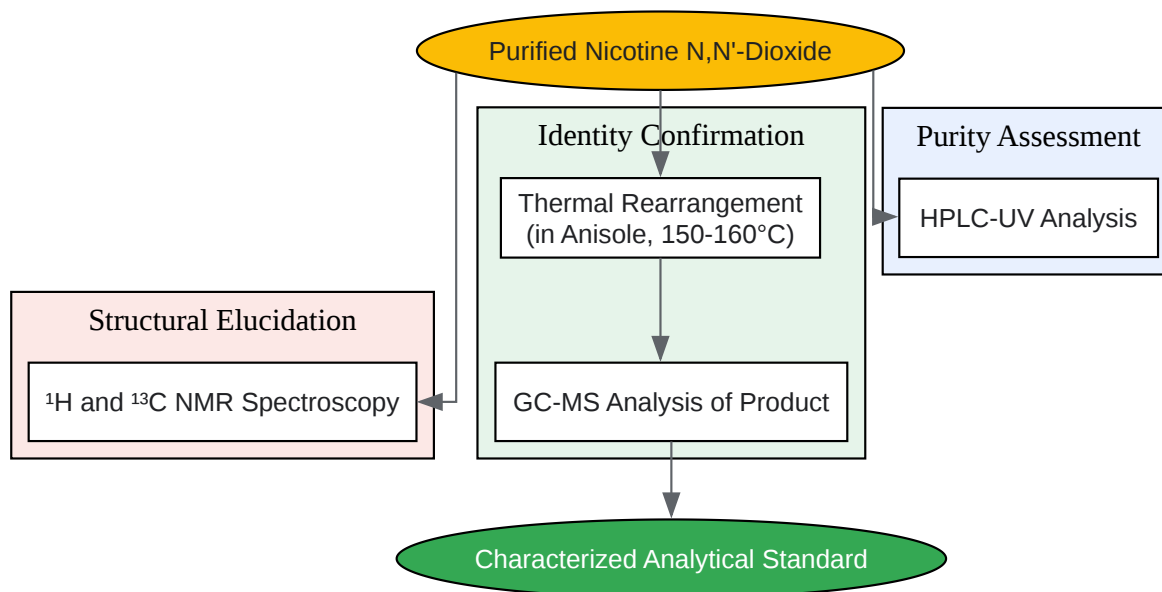 Purified Nicotine N,N'-Dioxide
Identity Confirmation
Thermal Rearrangement
(in Anisole, 150-160°C)
GC-MS Analysis of Product
Purity Assessment
HPLC-UV Analysis
Structural Elucidation
¹H and ¹³C NMR Spectroscopy
Characterized Analytical Standard